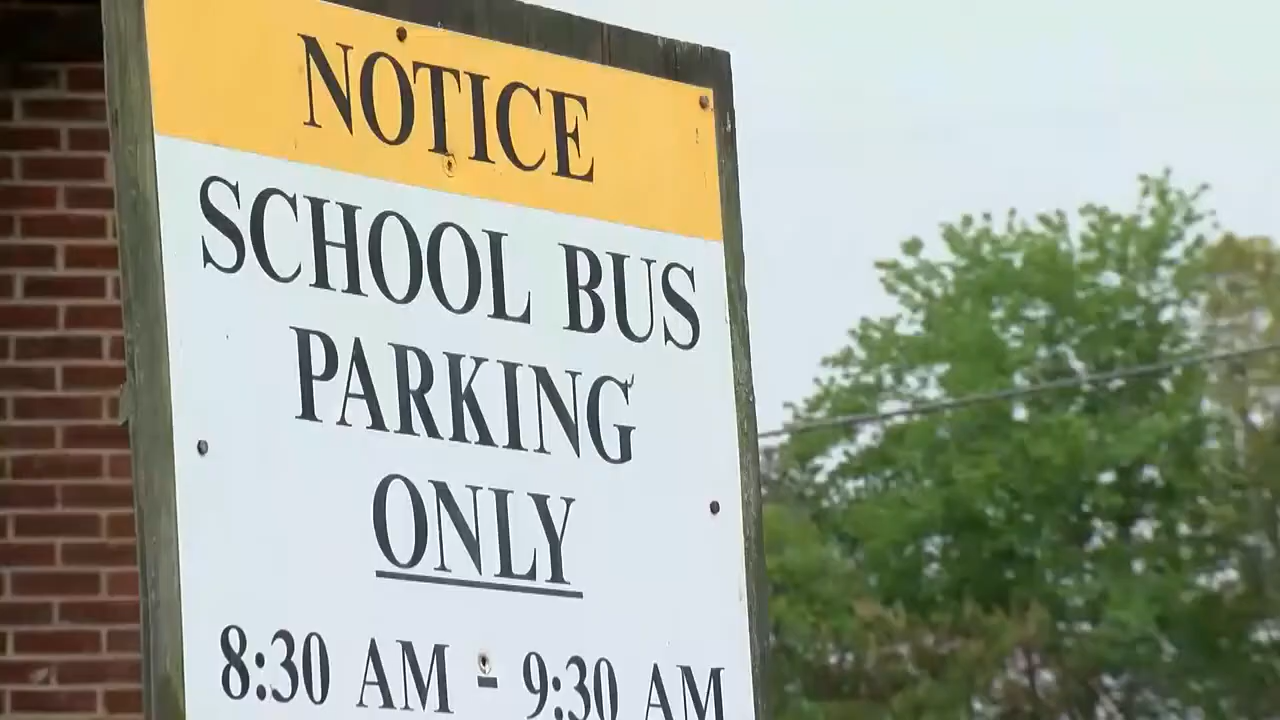 NOTICE
SCHOOL BUS
PARKING
ONLY
8:30 AM - 9:30 AM